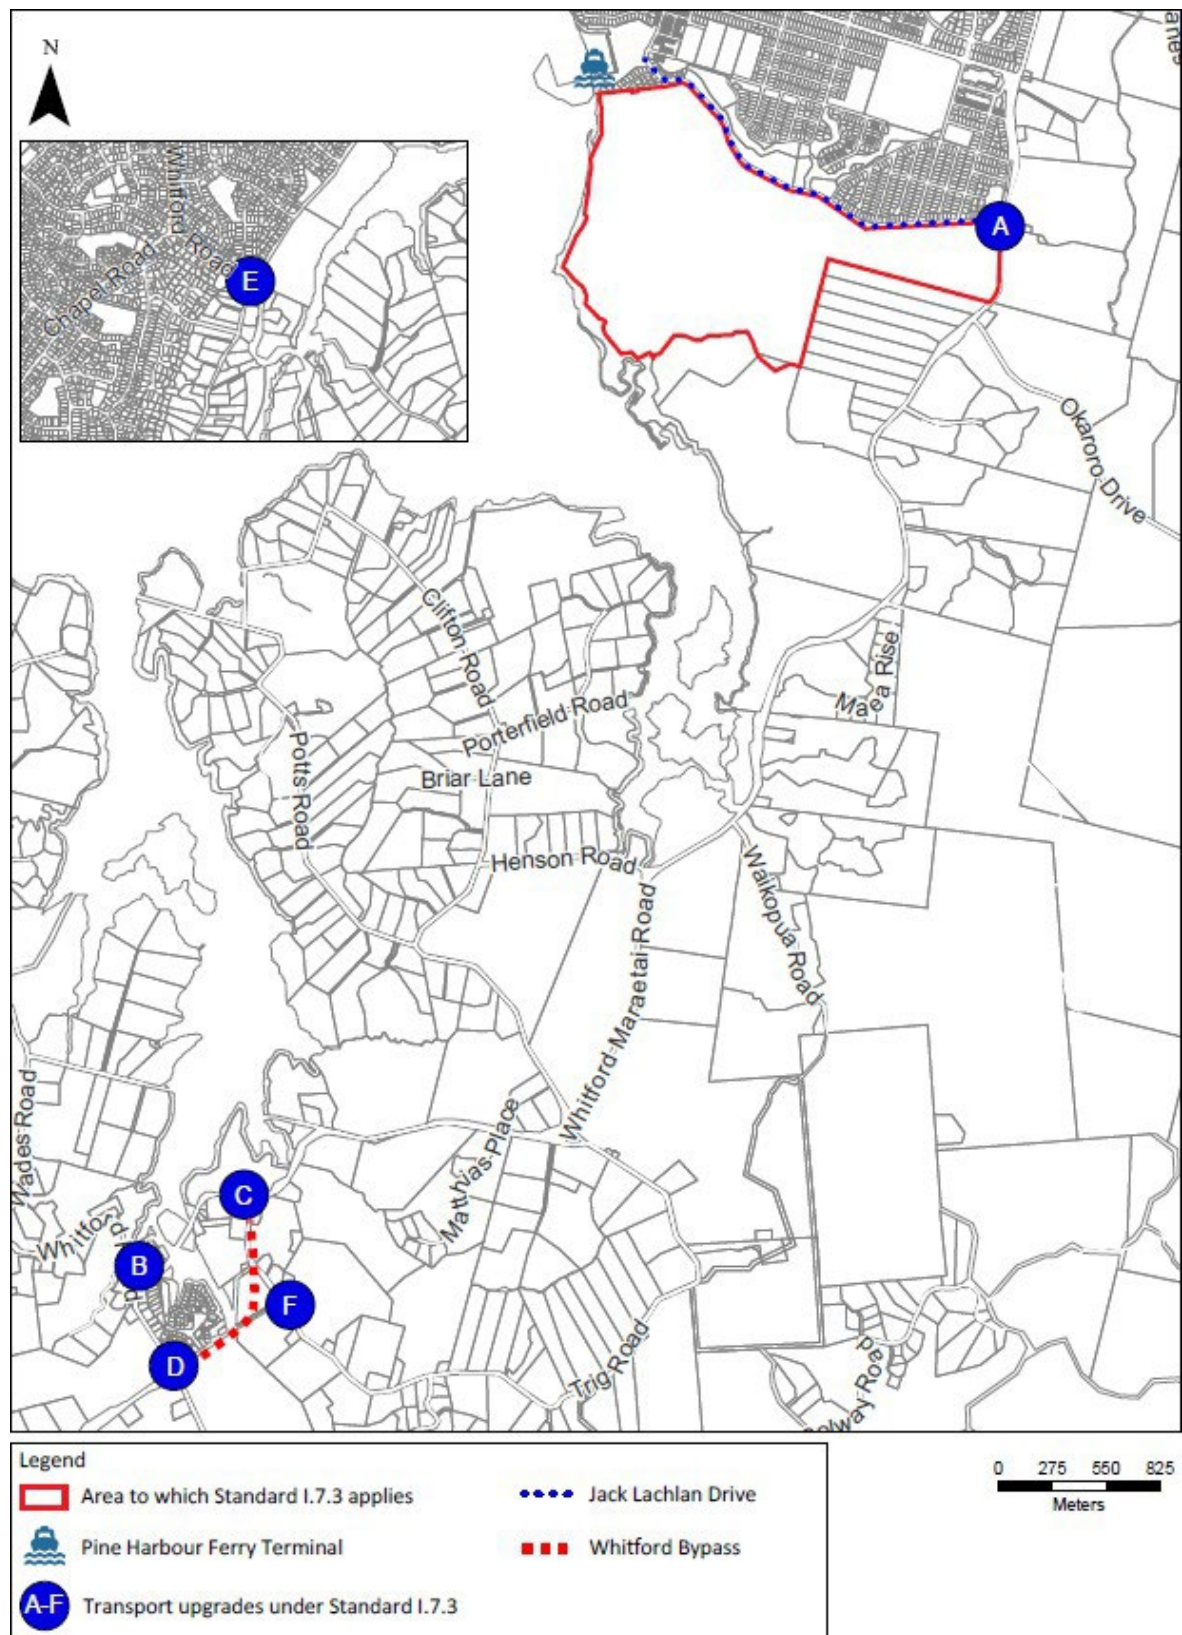 N
Whitford Road
Chapel Road
E
A
Okaroro Drive
Clifton Road
Maea Rise
Porterfield Road
Potts Road
Briar Lane
Henson Road
Waikopua Road
Whitford-Maraetai Road
Wades Road
Matthias Place
C
B
F
D
Trig Road
Legend
Area to which Standard I.7.3 applies
Jack Lachlan Drive
Pine Harbour Ferry Terminal
Whitford Bypass
A-F
Transport upgrades under Standard I.7.3
0 275 550 825
Meters